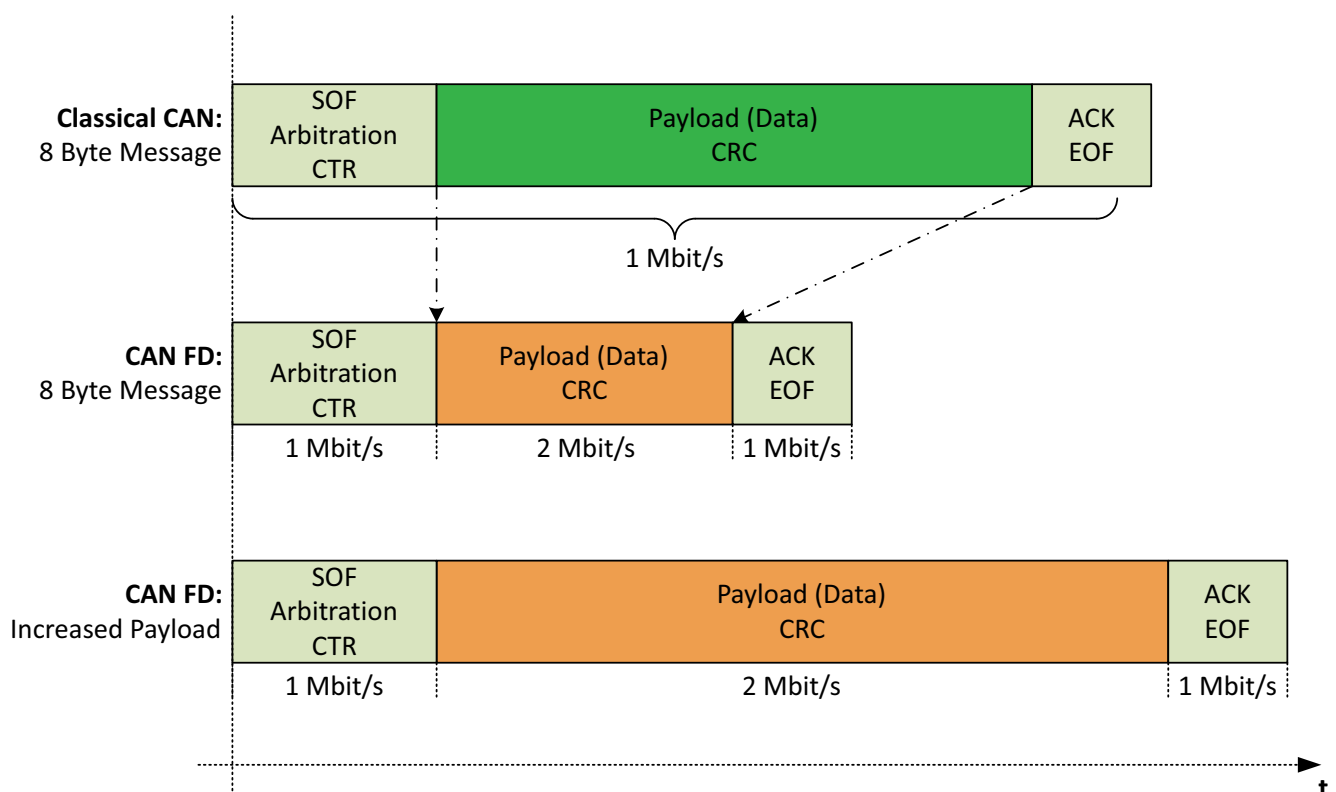 Classical CAN:
8 Byte Message
SOF
Arbitration
CTR
Payload (Data)
CRC
ACK
EOF
1 Mbit/s
CAN FD:
8 Byte Message
SOF
Arbitration
CTR
Payload (Data)
CRC
ACK
EOF
1 Mbit/s
2 Mbit/s
1 Mbit/s
CAN FD:
Increased Payload
SOF
Arbitration
CTR
Payload (Data)
CRC
ACK
EOF
1 Mbit/s
2 Mbit/s
1 Mbit/s
t